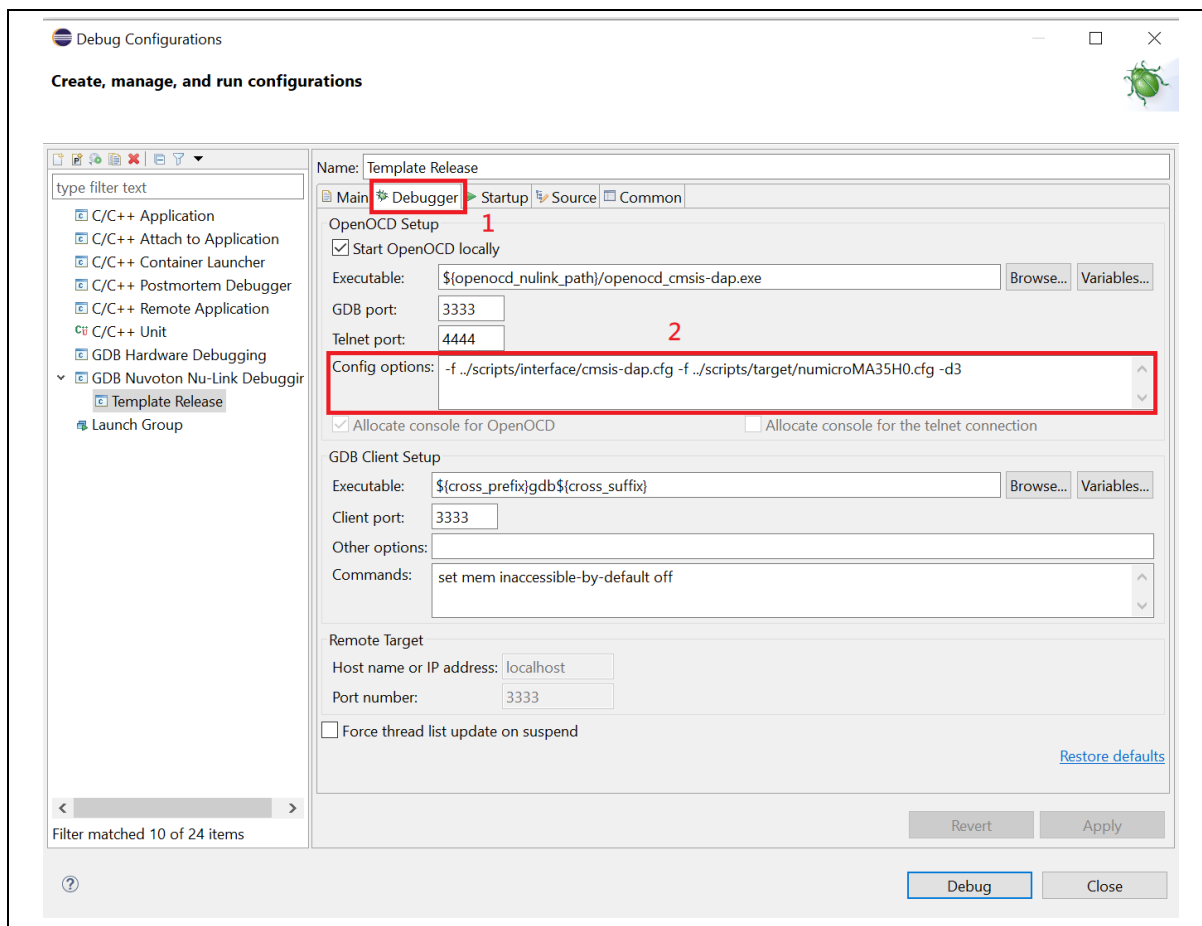 Debug Configurations
Create, manage, and run configurations
type filter text
C/C++ Application
C/C++ Attach to Application
C/C++ Container Launcher
C/C++ Postmortem Debugger
C/C++ Remote Application
C/C++ Unit
GDB Hardware Debugging
GDB Nuvoton Nu-Link Debuggir
Template Release
Launch Group
Filter matched 10 of 24 items
Name: Template Release
Main Debugger Startup Source Common
1
OpenOCD Setup
Start OpenOCD locally
Executable: ${openocd_nulink_path}/openocd_cmsis-dap.exe Browse... Variables...
GDB port: 3333
Telnet port: 4444
2
Config options: -f ../scripts/interface/cmsis-dap.cfg -f ../scripts/target/numicroMA35H0.cfg -d3
Allocate console for OpenOCD Allocate console for the telnet connection
GDB Client Setup
Executable: ${cross_prefix}gdb${cross_suffix} Browse... Variables...
Client port: 3333
Other options:
Commands: set mem inaccessible-by-default off
Remote Target
Host name or IP address: localhost
Port number: 3333
Force thread list update on suspend
Restore defaults
Revert Apply
Debug Close